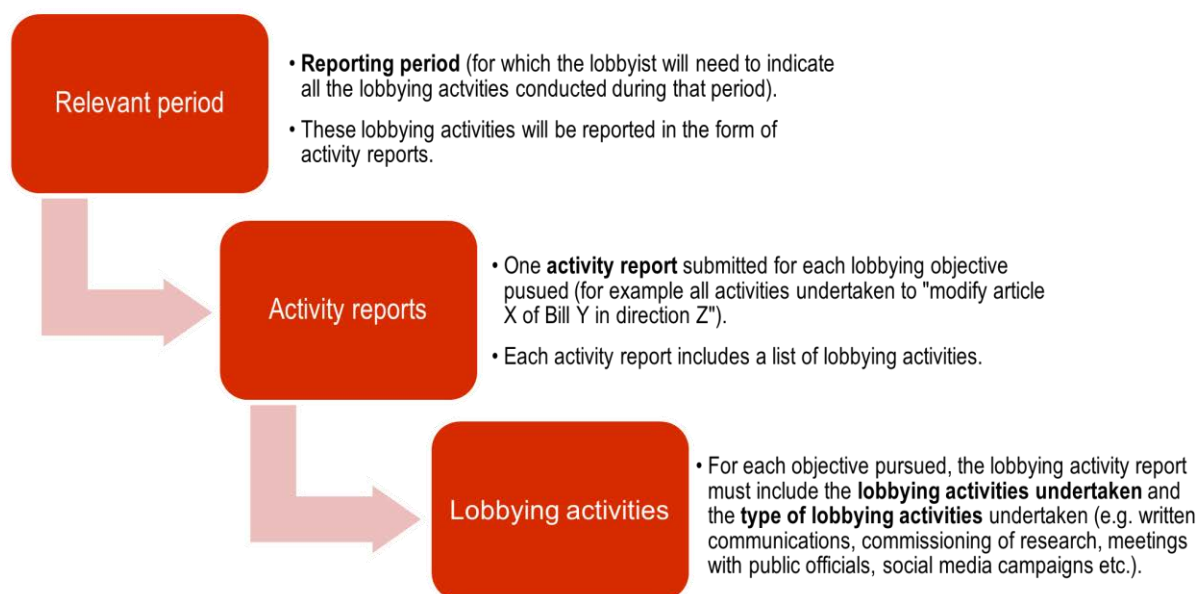 Relevant period
• Reporting period (for which the lobbyist will need to indicate
all the lobbying actvities conducted during that period).
• These lobbying activities will be reported in the form of
activity reports.
Activity reports
• One activity report submitted for each lobbying objective
pusued (for example all activities undertaken to "modify article
X of Bill Y in direction Z").
• Each activity report includes a list of lobbying activities.
Lobbying activities
• For each objective pursued, the lobbying activity report
must include the lobbying activities undertaken and
the type of lobbying activities undertaken (e.g. written
communications, commissioning of research, meetings
with public officials, social media campaigns etc.).